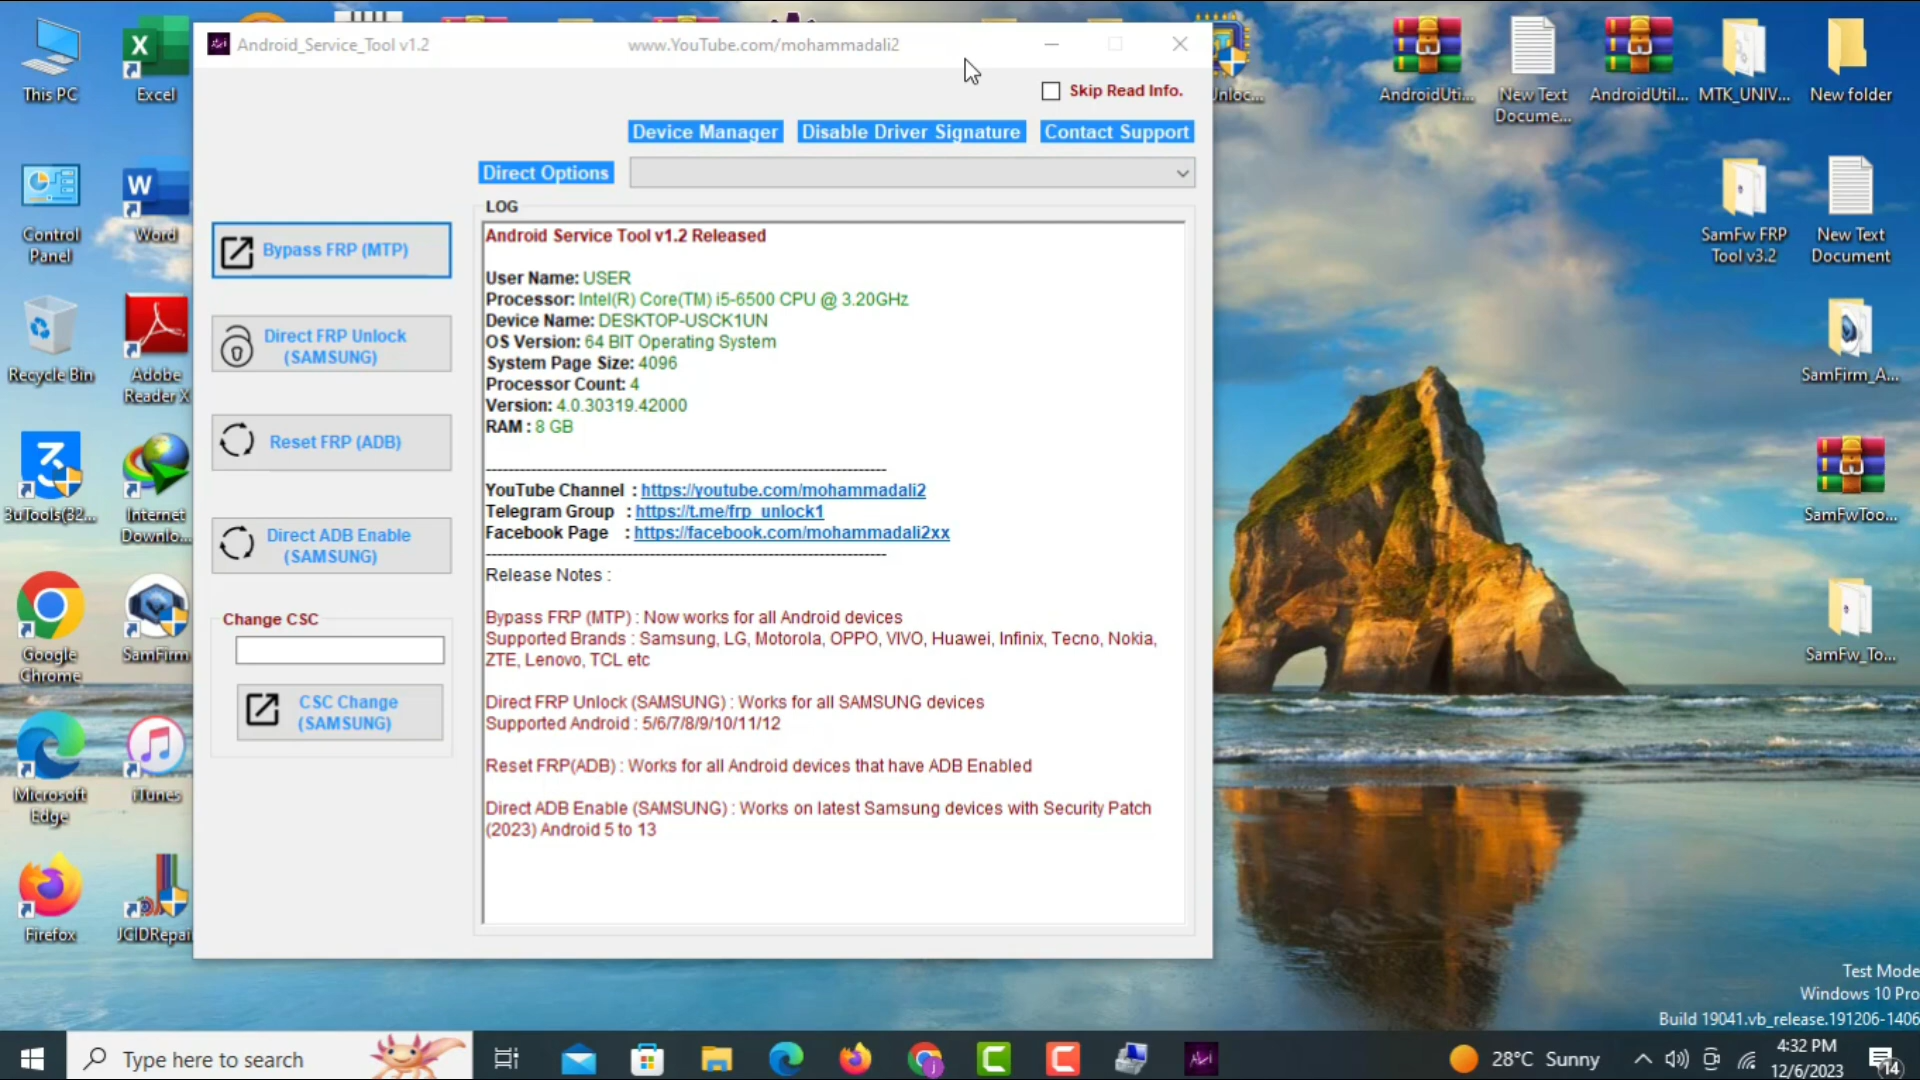 Android_Service_Tool v1.2
www.YouTube.com/mohammadali2
Skip Read Info.
Device Manager
Disable Driver Signature
Contact Support
Direct Options
LOG
Bypass FRP (MTP)
Direct FRP Unlock
(SAMSUNG)
Reset FRP (ADB)
Direct ADB Enable
(SAMSUNG)
Change CSC
CSC Change
(SAMSUNG)
Android Service Tool v1.2 Released
User Name: USER
Processor: Intel(R) Core(TM) i5-6500 CPU @ 3.20GHz
Device Name: DESKTOP-USCK1UN
OS Version: 64 BIT Operating System
System Page Size: 4096
Processor Count: 4
Version: 4.0.30319.42000
RAM : 8 GB
YouTube Channel : https://youtube.com/mohammadali2
Telegram Group : https://t.me/frp_unlock1
Facebook Page : https://facebook.com/mohammadali2xx
Release Notes :
Bypass FRP (MTP) : Now works for all Android devices
Supported Brands : Samsung, LG, Motorola, OPPO, VIVO, Huawei, Infinix, Tecno, Nokia,
ZTE, Lenovo, TCL etc
Direct FRP Unlock (SAMSUNG) : Works for all SAMSUNG devices
Supported Android : 5/6/7/8/9/10/11/12
Reset FRP(ADB) : Works for all Android devices that have ADB Enabled
Direct ADB Enable (SAMSUNG) : Works on latest Samsung devices with Security Patch
(2023) Android 5 to 13
This PC
Excel
Control
Panel
Word
Recycle Bin
Adobe
Reader X
3uTools(32...
Internet
Downlo...
Google
Chrome
SamFirm
Microsoft
Edge
iTunes
Firefox
JCIDRepai
AndroidUti...
New Text
Docume...
AndroidUtil...
MTK_UNIV...
New folder
SamFw FRP
Tool v3.2
New Text
Document
SamFirm_A...
SamFwToo...
SamFw_To...
Test Mode
Windows 10 Pro
Build 19041.vb_release.191206-1406
Type here to search
28°C Sunny
4:32 PM
12/6/2023
14